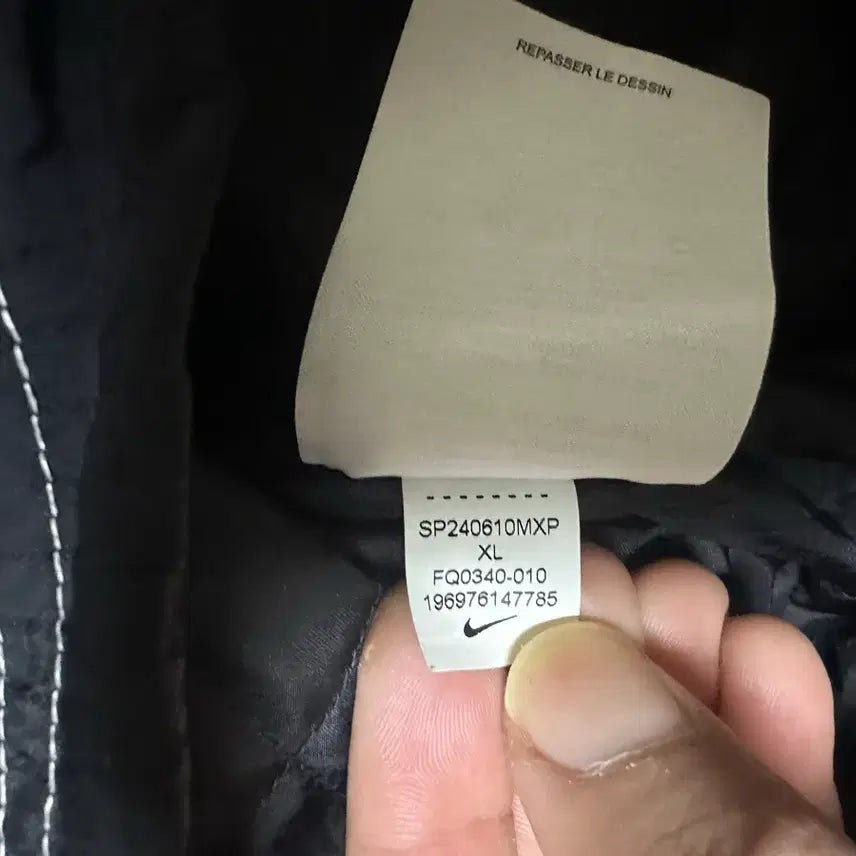 REPASSER LE DESSIN
SP240610MXP
XL
FQ0340-010
196976147785